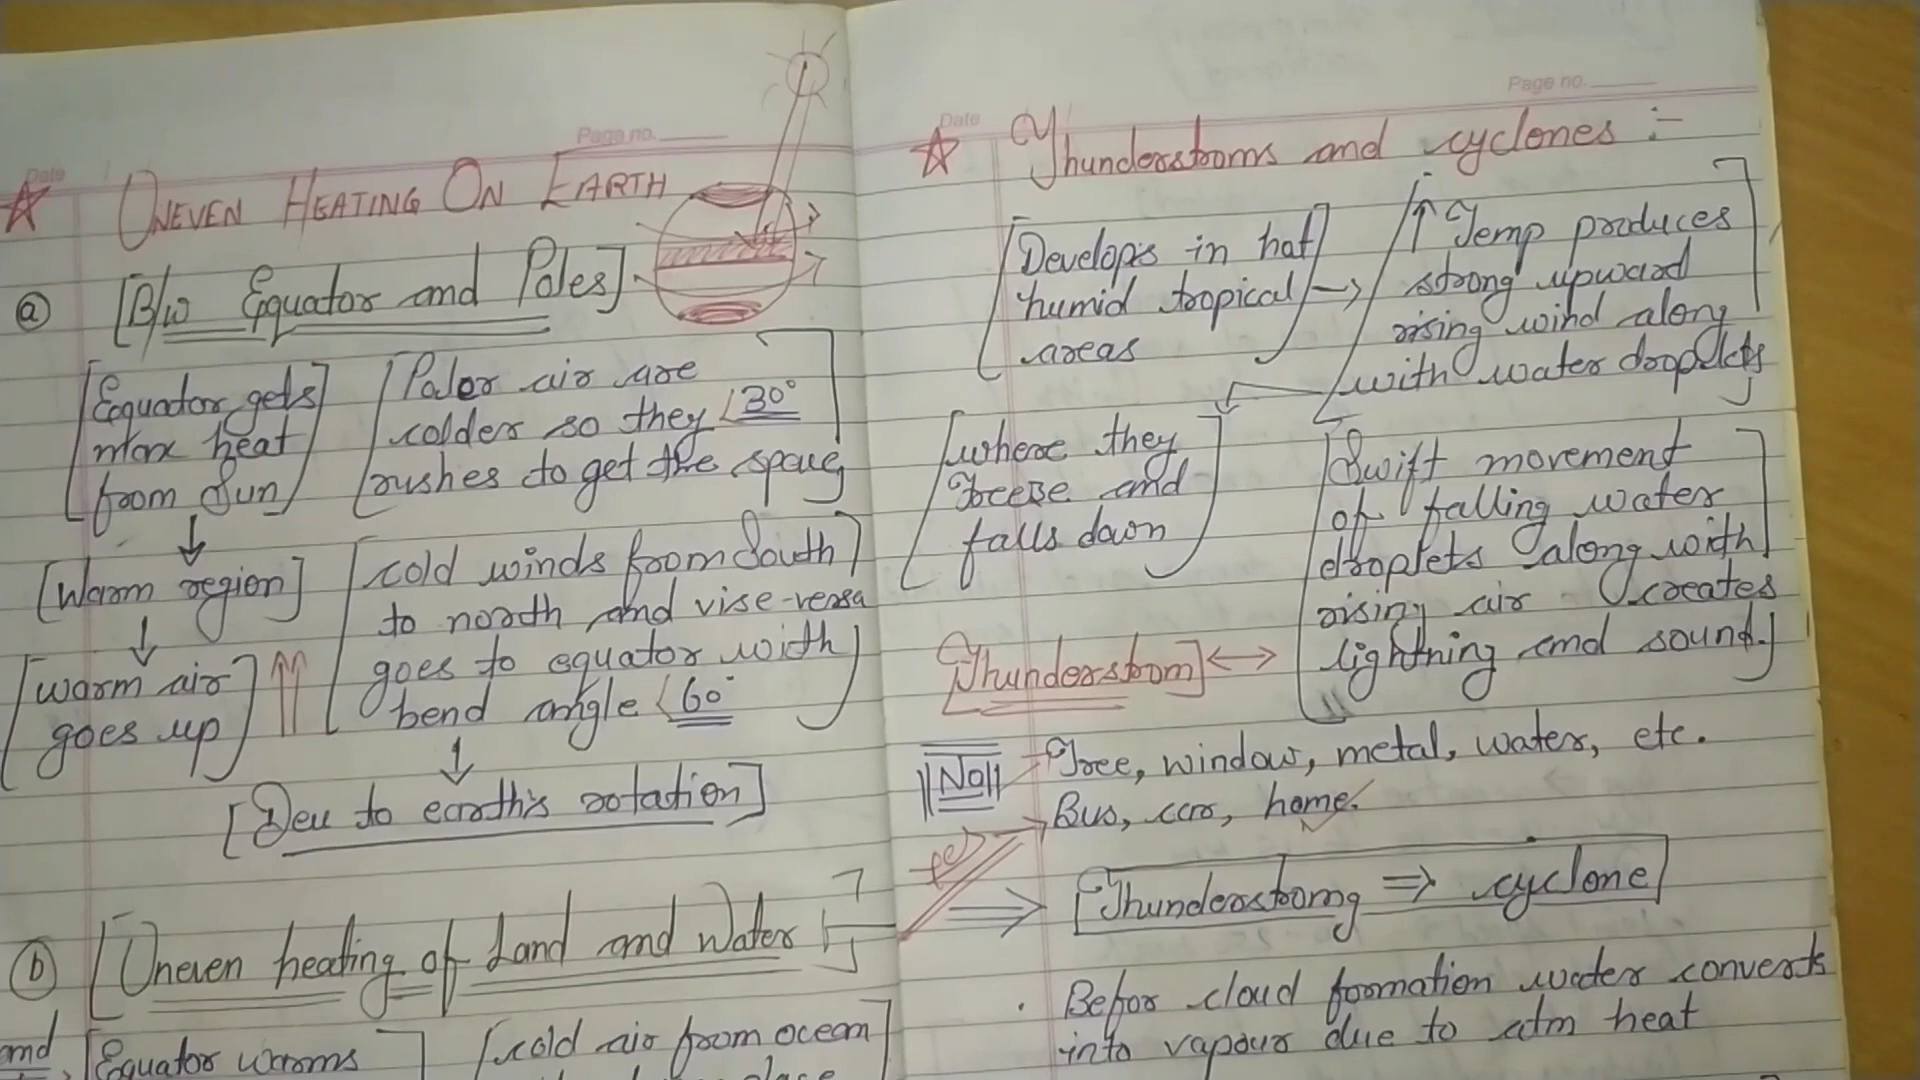 Date
Page no.
UNEVEN HEATING ON EARTH
ⓐ [B/w Equator and Poles]
[Equator gets
max heat
from Sun]
[Polar air are
colder so they ∠30°
rushes to get the space]
[Warm region]
[warm air
goes up]
[cold winds from South
to north and vise-versa
goes to equator with
bend angle ∠60°
[Deu to earth's rotation]
ⓑ [Uneven heating of Land and Water]
and
[Equator warms
[cold air from ocean
place
Date
Page no.
Thunderstroms and cyclones :-
[Develops in hot
humid tropical
areas
↑ Temp produces
strong upward
rising wind along
with water droplets
[where they
freeze and
falls down
[Swift movement
of falling water
droplets along with
rising air creates
lightning and sound.]
[Thunderstrom] ↔
||No|| Tree, window, metal, water, etc.
Bus, car, home.
⇒ [Thunderstorm ⇒ cyclone]
. Befor cloud formation water converts
into vapour due to atm heat